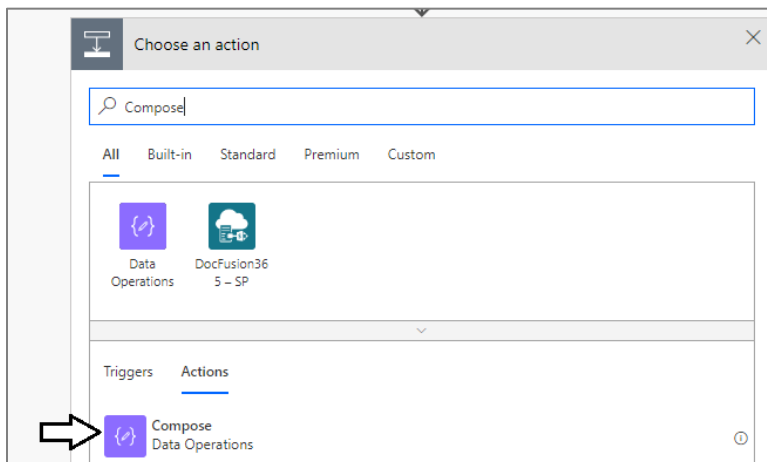 Choose an action
Compose
All Built-in Standard Premium Custom
Data
Operations
DocFusion36
5 – SP
Triggers Actions
Compose
Data Operations